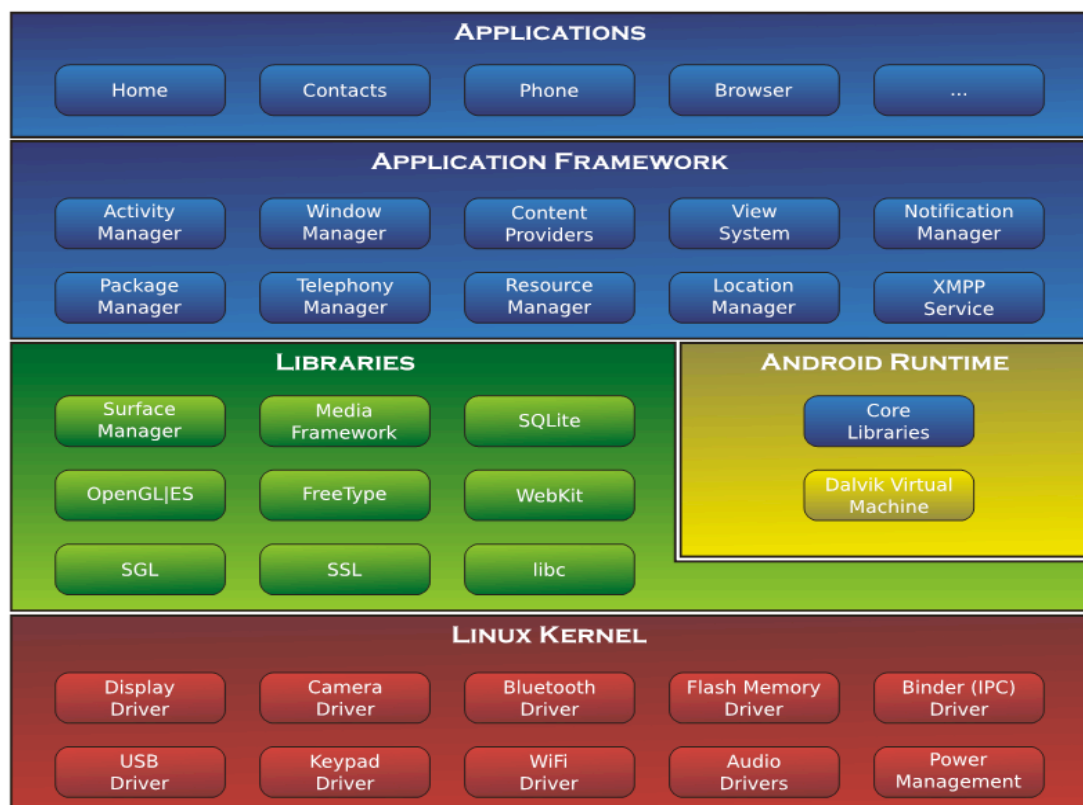 APPLICATIONS
Home
Contacts
Phone
Browser
...
APPLICATION FRAMEWORK
Activity
Manager
Window
Manager
Content
Providers
View
System
Notification
Manager
Package
Manager
Telephony
Manager
Resource
Manager
Location
Manager
XMPP
Service
LIBRARIES
Surface
Manager
Media
Framework
SQLite
OpenGL|ES
FreeType
WebKit
SGL
SSL
libc
ANDROID RUNTIME
Core
Libraries
Dalvik Virtual
Machine
LINUX KERNEL
Display
Driver
Camera
Driver
Bluetooth
Driver
Flash Memory
Driver
Binder (IPC)
Driver
USB
Driver
Keypad
Driver
WiFi
Driver
Audio
Drivers
Power
Management